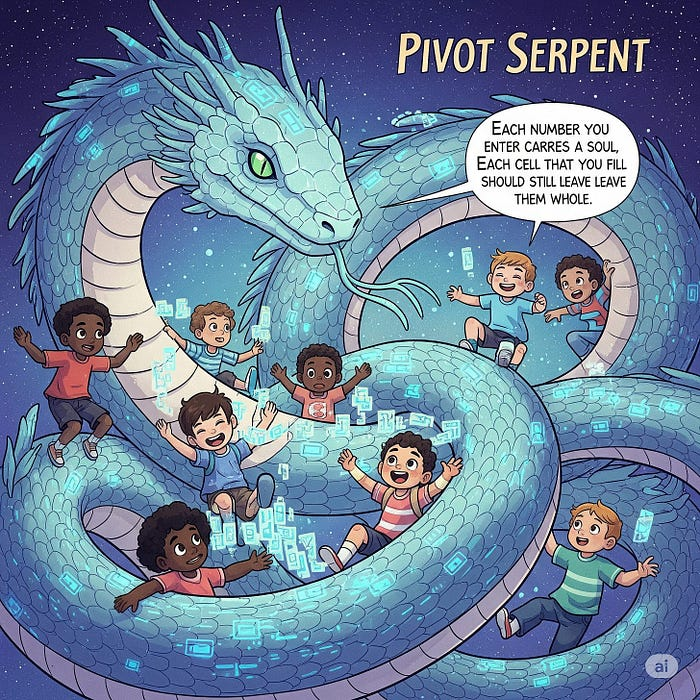 PIVOT SERPENT
EACH NUMBER YOU
ENTER CARRES A SOUL,
EACH CELL THAT YOU FILL
SHOULD STILL LEAVE LEAVE
THEM WHOLE.
ai